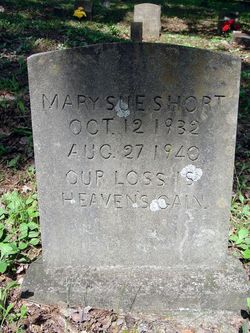 MARY SUE SHORT
OCT. 12 1932
AUG. 27 1940
OUR LOSS IS
HEAVENS GAIN.